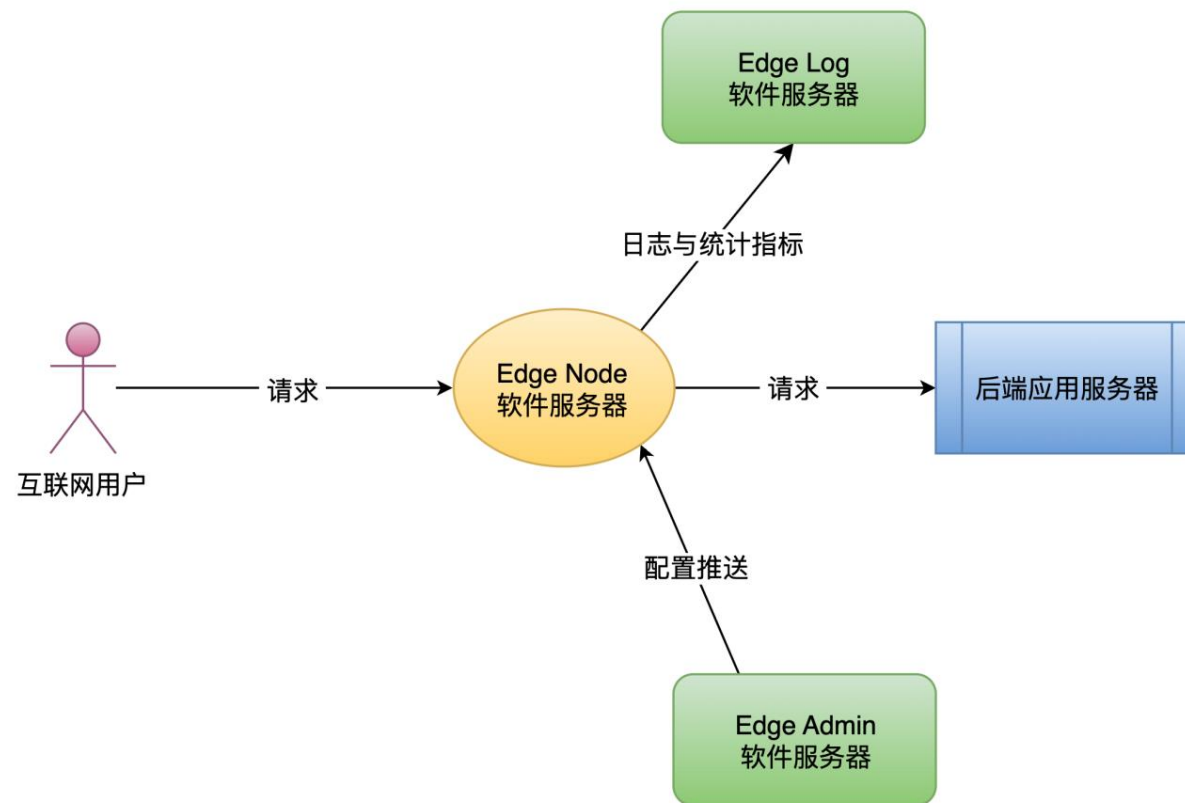 Edge Log
软件服务器
日志与统计指标
互联网用户
请求
Edge Node
软件服务器
请求
后端应用服务器
配置推送
Edge Admin
软件服务器